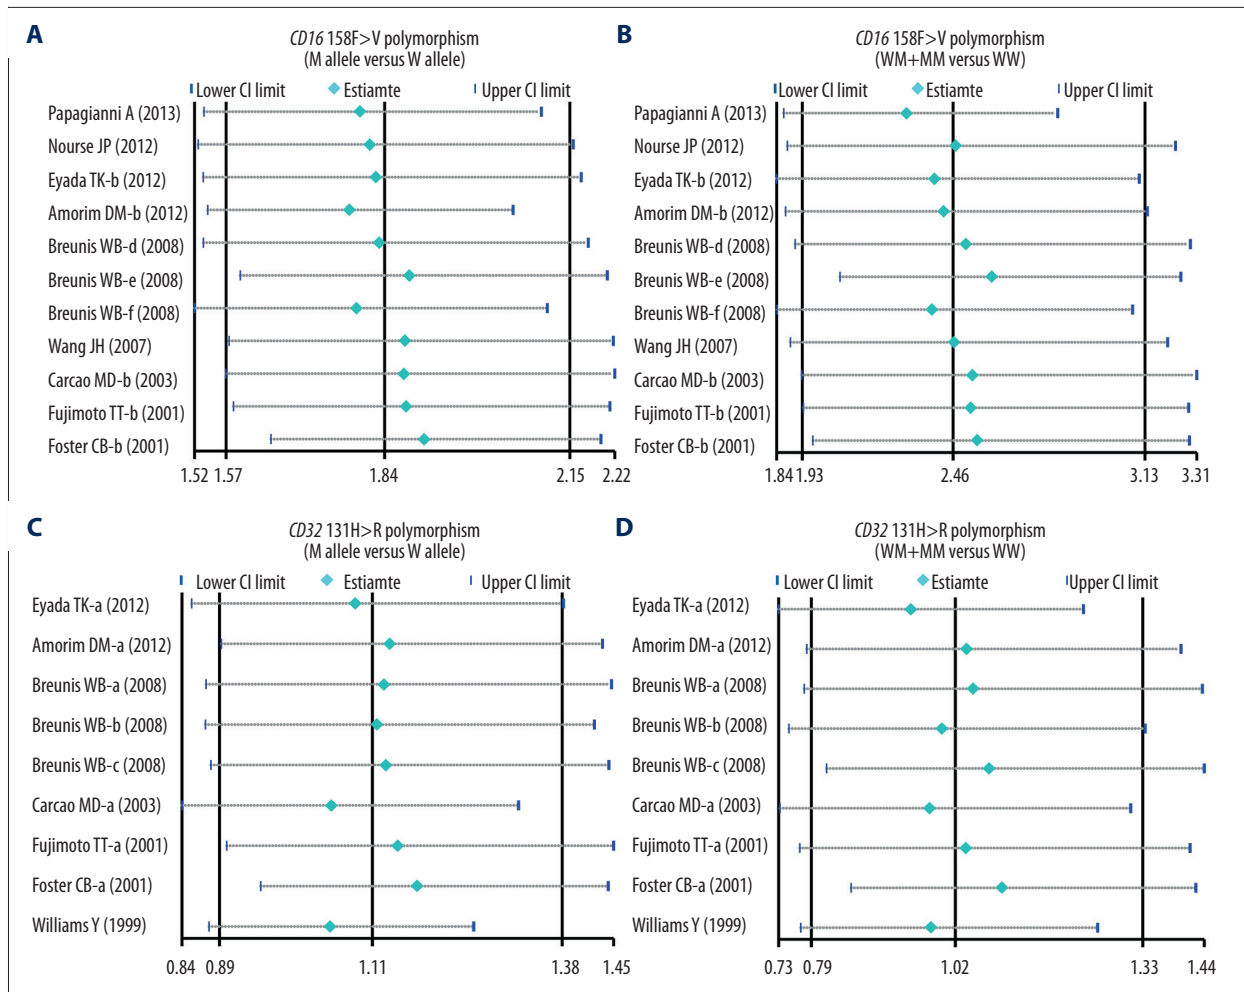 A
CD16 158F>V polymorphism
(M allele versus W allele)
Lower CI limit Estiamte Upper CI limit
Papagianni A (2013)
Nourse JP (2012)
Eyada TK-b (2012)
Amorim DM-b (2012)
Breunis WB-d (2008)
Breunis WB-e (2008)
Breunis WB-f (2008)
Wang JH (2007)
Carcao MD-b (2003)
Fujimoto TT-b (2001)
Foster CB-b (2001)
1.52 1.57 1.84 2.15 2.22
B
CD16 158F>V polymorphism
(WM+MM versus WW)
Lower CI limit Estiamte Upper CI limit
Papagianni A (2013)
Nourse JP (2012)
Eyada TK-b (2012)
Amorim DM-b (2012)
Breunis WB-d (2008)
Breunis WB-e (2008)
Breunis WB-f (2008)
Wang JH (2007)
Carcao MD-b (2003)
Fujimoto TT-b (2001)
Foster CB-b (2001)
1.84 1.93 2.46 3.13 3.31
C
CD32 131H>R polymorphism
(M allele versus W allele)
Lower CI limit Estiamte Upper CI limit
Eyada TK-a (2012)
Amorim DM-a (2012)
Breunis WB-a (2008)
Breunis WB-b (2008)
Breunis WB-c (2008)
Carcao MD-a (2003)
Fujimoto TT-a (2001)
Foster CB-a (2001)
Williams Y (1999)
0.84 0.89 1.11 1.38 1.45
D
CD32 131H>R polymorphism
(WM+MM versus WW)
Lower CI limit Estiamte Upper CI limit
Eyada TK-a (2012)
Amorim DM-a (2012)
Breunis WB-a (2008)
Breunis WB-b (2008)
Breunis WB-c (2008)
Carcao MD-a (2003)
Fujimoto TT-a (2001)
Foster CB-a (2001)
Williams Y (1999)
0.73 0.79 1.02 1.33 1.44